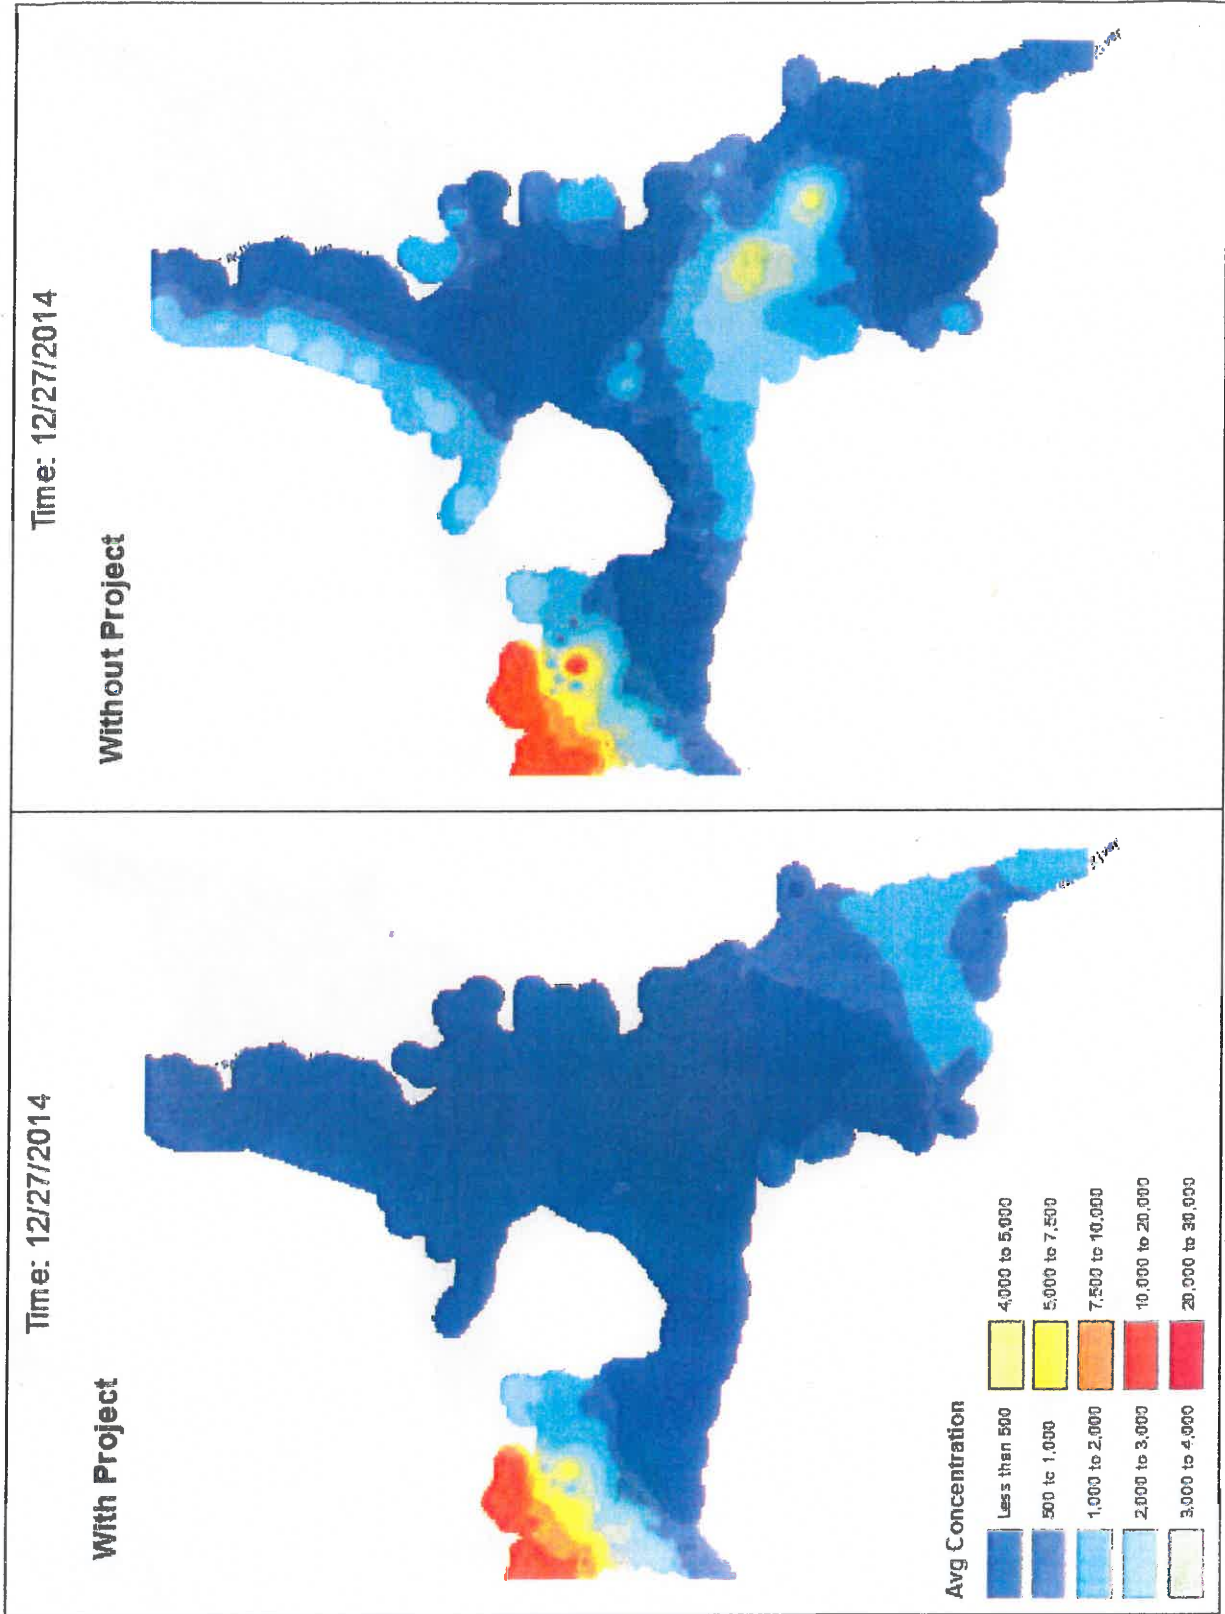 Time: 12/27/2014
With Project
Avg Concentration
Less than 500
500 to 1,000
1,000 to 2,000
2,000 to 3,000
3,000 to 4,000
4,000 to 5,000
5,000 to 7,500
7,500 to 10,000
10,000 to 20,000
20,000 to 30,000
River
Time: 12/27/2014
Without Project
River